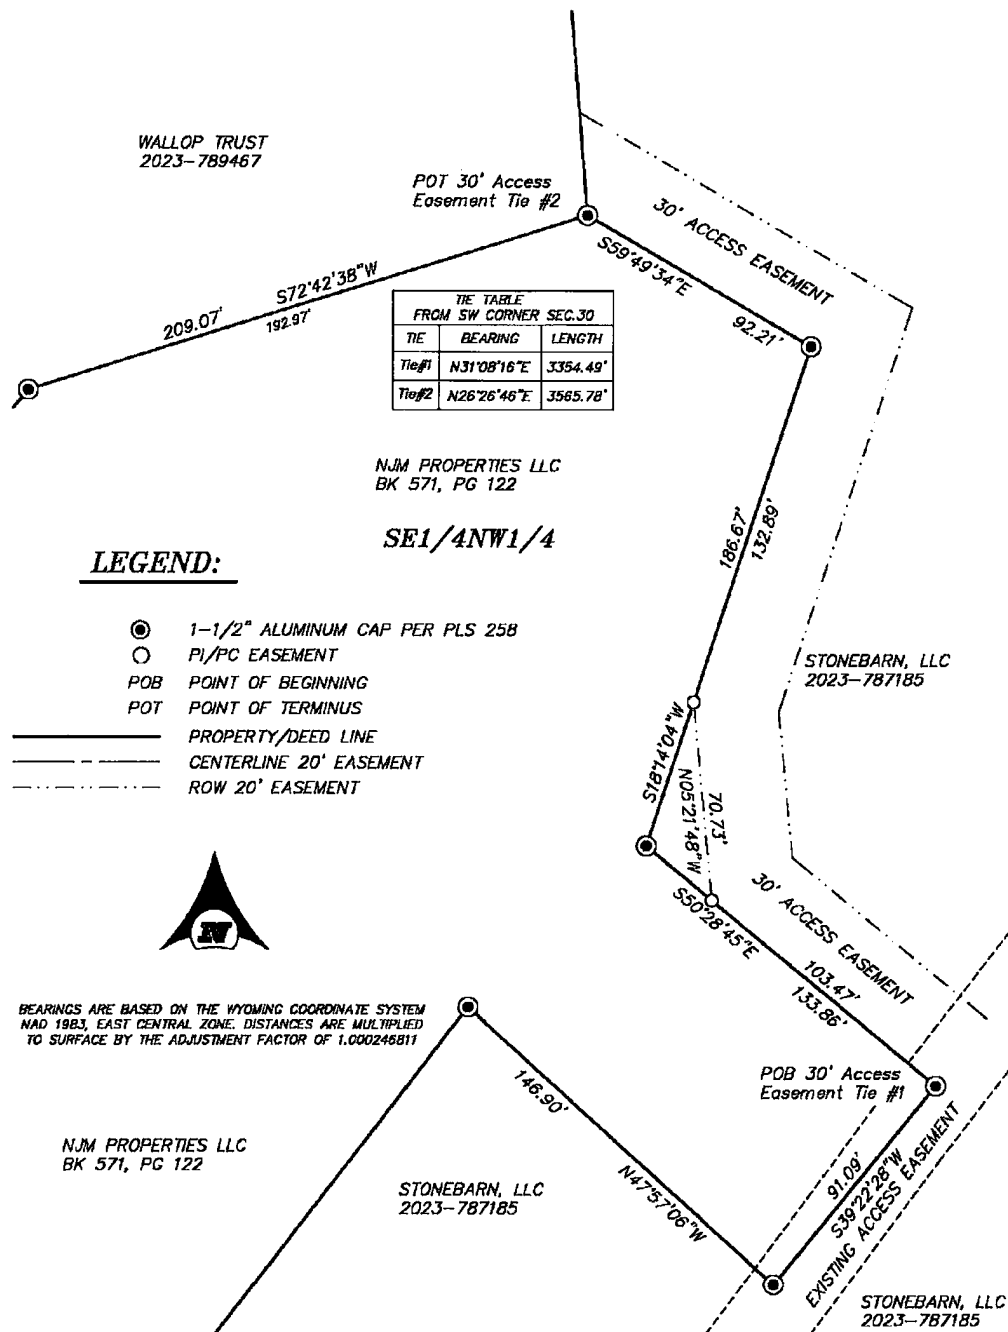 WALLOP TRUST
2023-789467
POT 30' Access
Easement Tie #2
30' ACCESS EASEMENT
S59°49'34"E
92.21'
S72°42'38"W
209.07'
192.97'
TIE TABLE
FROM SW CORNER SEC.30
TIE BEARING LENGTH
Tie#1 N31°08'16"E 3354.49'
Tie#2 N26°26'46"E 3565.78'
NJM PROPERTIES LLC
BK 571, PG 122
SE1/4NW1/4
186.67'
132.89'
LEGEND:
1-1/2" ALUMINUM CAP PER PLS 258
PI/PC EASEMENT
POB POINT OF BEGINNING
POT POINT OF TERMINUS
PROPERTY/DEED LINE
CENTERLINE 20' EASEMENT
ROW 20' EASEMENT
STONEBARN, LLC
2023-787185
S18°14'04"W
N05°21'48"W
70.73'
S50°28'45"E
30' ACCESS EASEMENT
103.47'
133.86'
N
BEARINGS ARE BASED ON THE WYOMING COORDINATE SYSTEM
NAD 1983, EAST CENTRAL ZONE. DISTANCES ARE MULTIPLIED
TO SURFACE BY THE ADJUSTMENT FACTOR OF 1.000246811
POB 30' Access
Easement Tie #1
146.90'
N47°57'06"W
91.09'
S39°22'28"W
EXISTING ACCESS EASEMENT
NJM PROPERTIES LLC
BK 571, PG 122
STONEBARN, LLC
2023-787185
STONEBARN, LLC
2023-787185